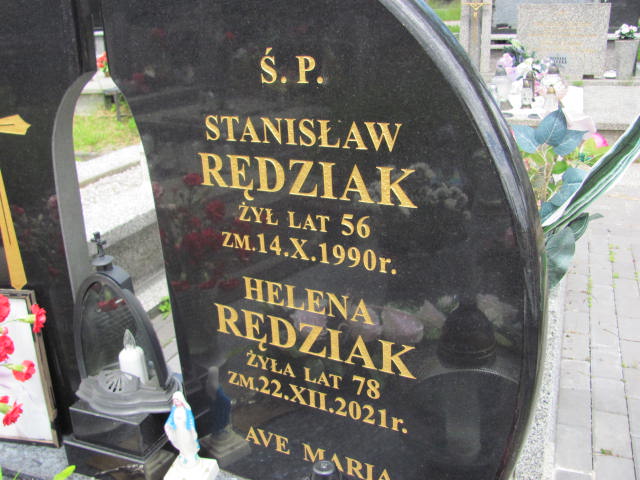 Ś. P.
STANISŁAW
RĘDZIAK
ŻYŁ LAT 56
ZM.14.X.1990r.
HELENA
RĘDZIAK
ŻYŁA LAT 78
ZM.22.XII.2021r.
AVE MARIA